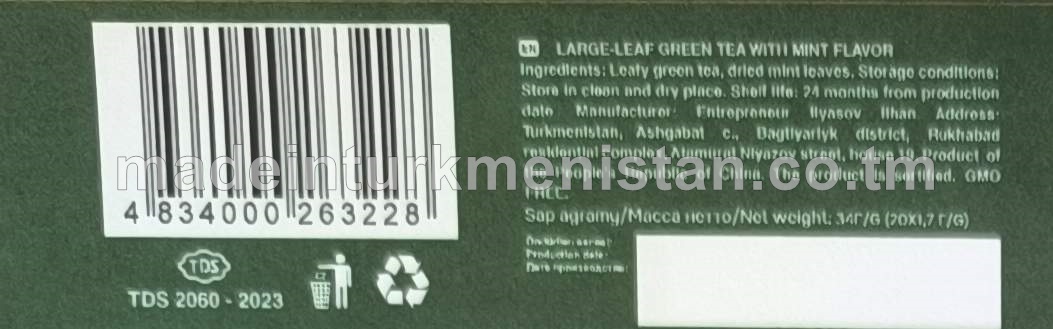 EN LARGE-LEAF GREEN TEA WITH MINT FLAVOR
Ingredients: Leafy green tea, dried mint leaves. Storage conditions:
Store in clean and dry place. Shelf life: 24 months from production
date Manufacturer Entrepreneur Ilyasov Ilhan Address:
Turkmenistan, Ashgabat c., Bagtiyarlyk district, Rukhabad
residential complex Atamurat Niyazov street, house 19. Product of
the People's Republic of China. The product is certified. GMO
FREE.
Sap agramy/Масса нетто/Net weight: 34Г/G (20X1,7 Г/G)
Production date:
4 834000 263228
TDS
TDS 2060 - 2023
madeinturkmenistan.co.tm